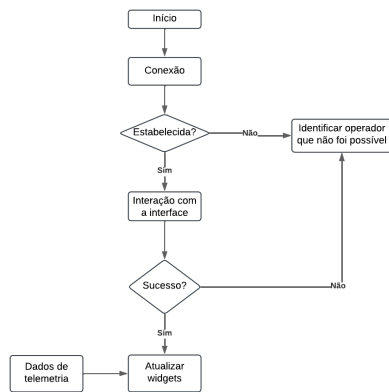 Início
Conexão
Estabelecida?
Não
Identificar operador
que não foi possível
Sim
Interação com
a interface
Sucesso?
Não
Sim
Dados de
telemetria
Atualizar
widgets